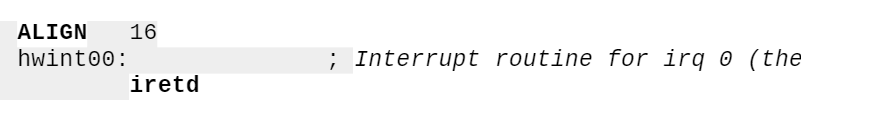 ALIGN   16
hwint00:              ; Interrupt routine for irq 0 (the
        iretd